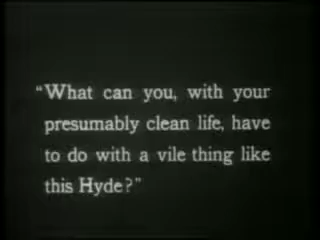 “What can you, with your
presumably clean life, have
to do with a vile thing like
this Hyde?”